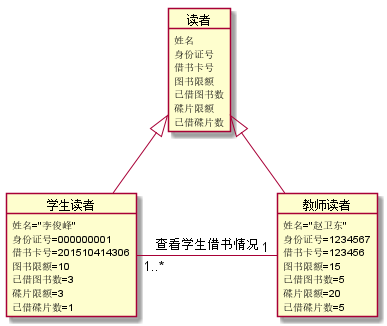 读者
姓名
身份证号
借书卡号
图书限额
已借图书数
碟片限额
已借碟片数
学生读者
姓名="李俊峰"
身份证号=000000001
借书卡号=201510414306
图书限额=10
已借图书数=3
碟片限额=3
已借碟片数=1
查看学生借书情况
1
1..*
教师读者
姓名="赵卫东"
身份证号=1234567
借书卡号=123456
图书限额=15
已借图书数=5
碟片限额=20
已借碟片数=5